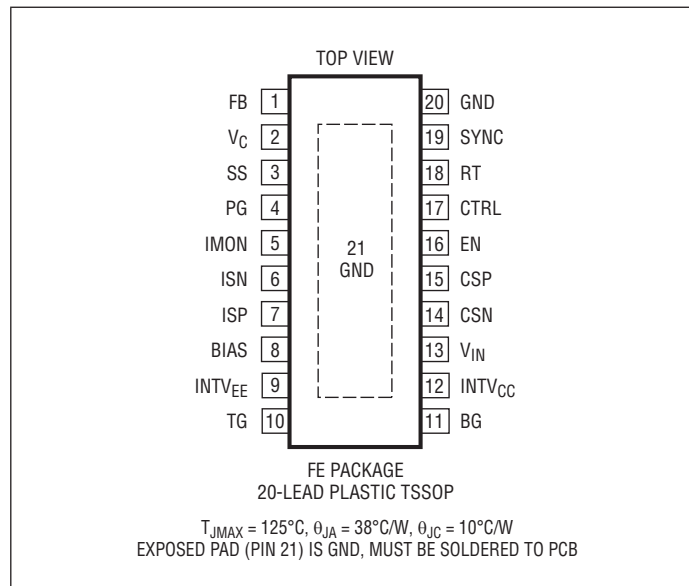 TOP VIEW
FB 1 20 GND
VC 2 19 SYNC
SS 3 18 RT
PG 4 17 CTRL
IMON 5 16 EN
ISN 6 15 CSP
ISP 7 14 CSN
BIAS 8 13 VIN
INTVEE 9 12 INTVCC
TG 10 11 BG
21
GND
FE PACKAGE
20-LEAD PLASTIC TSSOP
TJMAX = 125°C, θJA = 38°C/W, θJC = 10°C/W
EXPOSED PAD (PIN 21) IS GND, MUST BE SOLDERED TO PCB